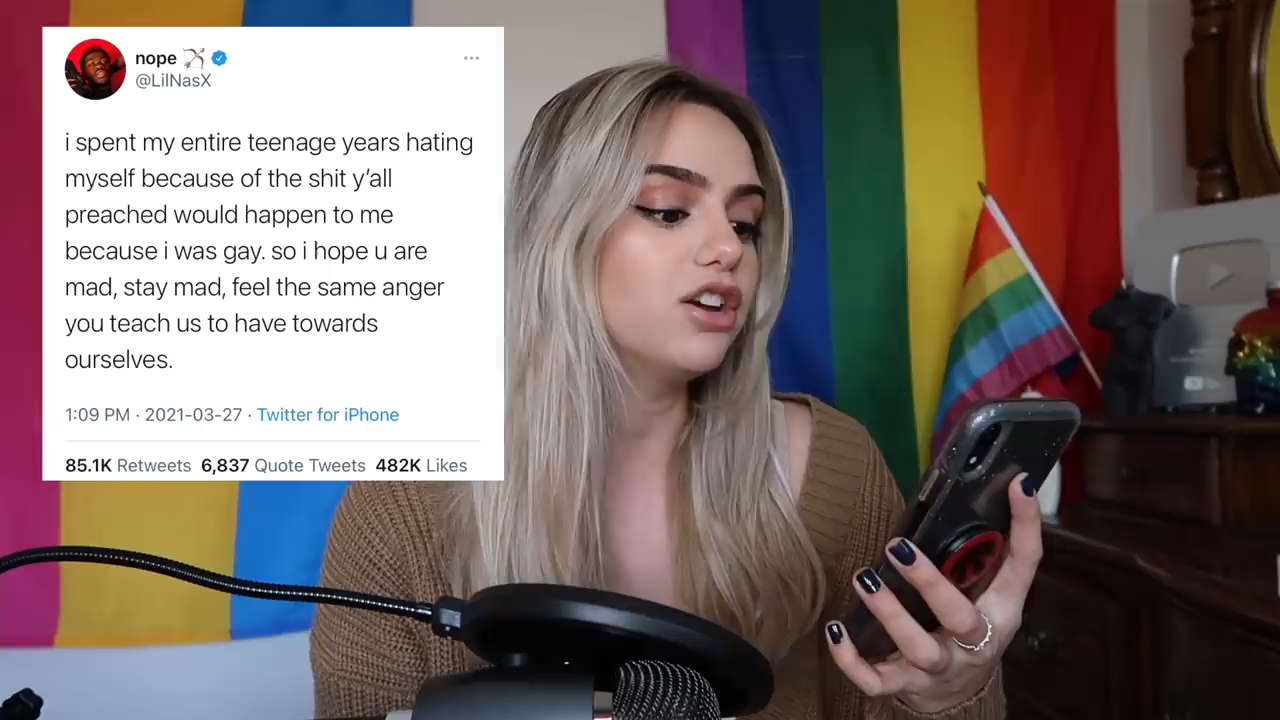 nope
@LilNasX
i spent my entire teenage years hating
myself because of the shit y'all
preached would happen to me
because i was gay. so i hope u are
mad, stay mad, feel the same anger
you teach us to have towards
ourselves.
1:09 PM · 2021-03-27 · Twitter for iPhone
85.1K Retweets 6,837 Quote Tweets 482K Likes